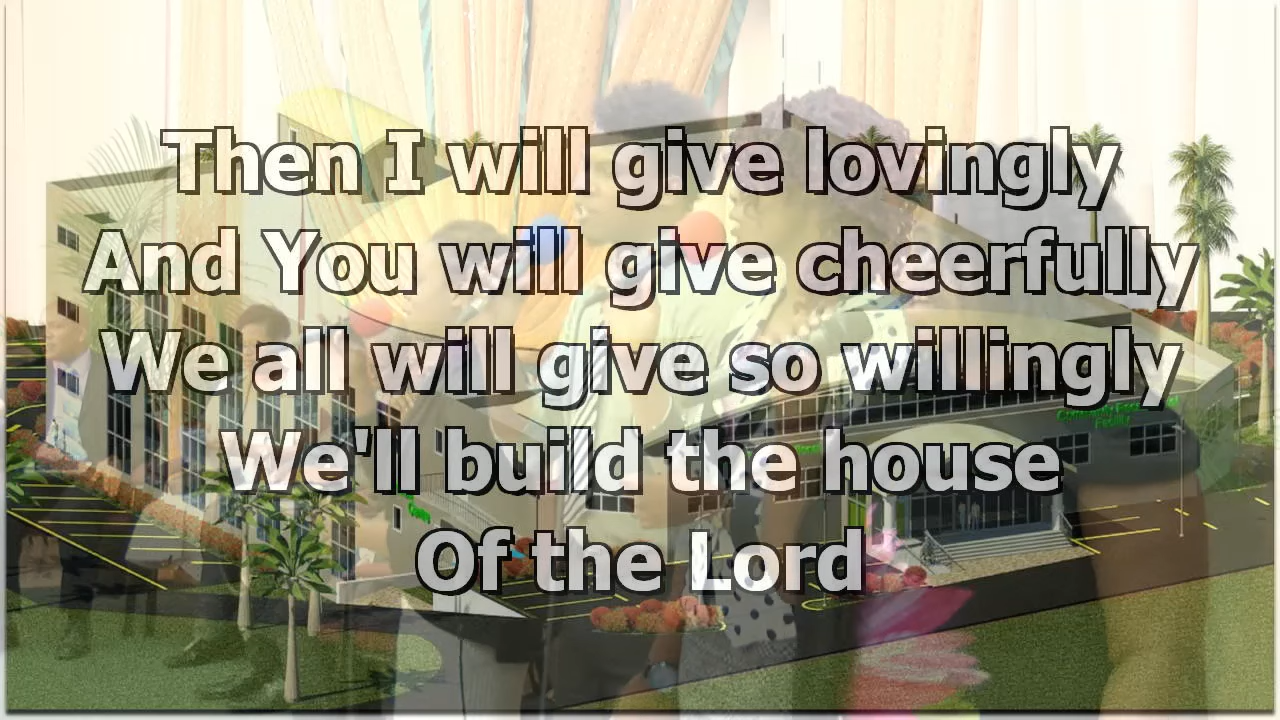 Then I will give lovingly
And You will give cheerfully
We all will give so willingly
We'll build the house
Of the Lord